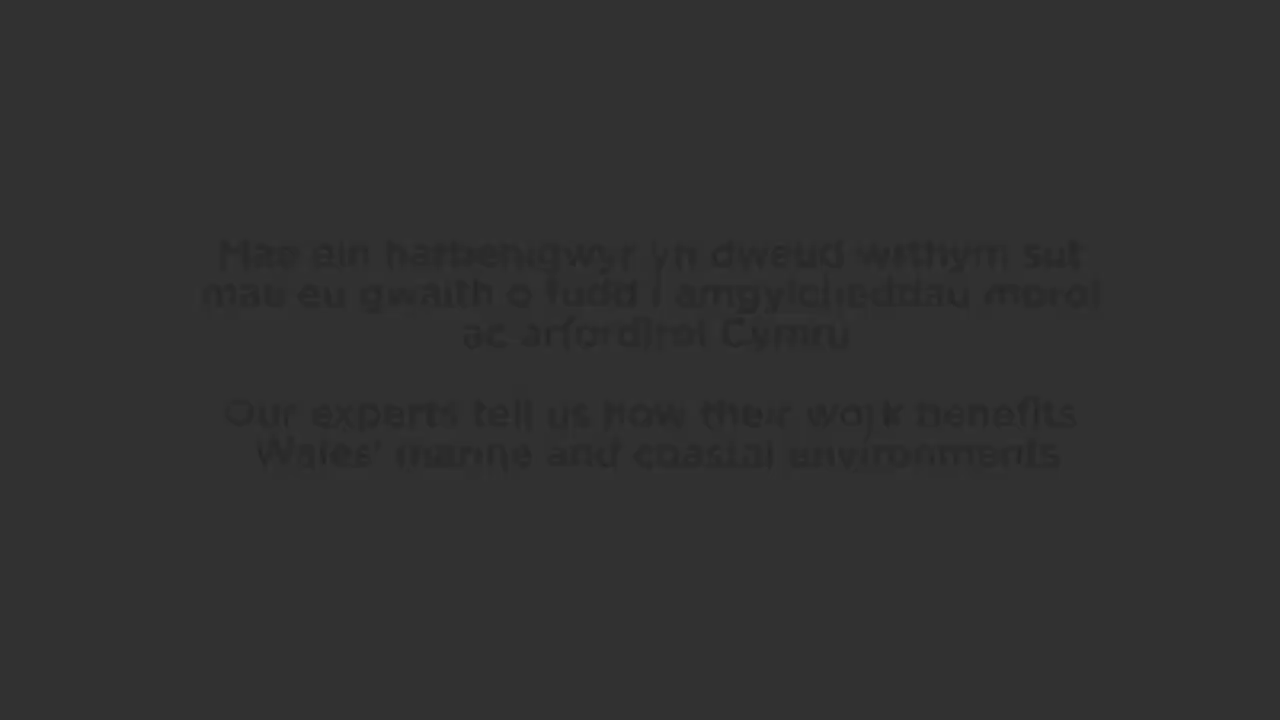 Mae ein harbenigwyr yn dweud wrthym sut
mae eu gwaith o fudd i amgylcheddau morol
ac arfordirol Cymru
Our experts tell us how their work benefits
Wales' marine and coastal environments